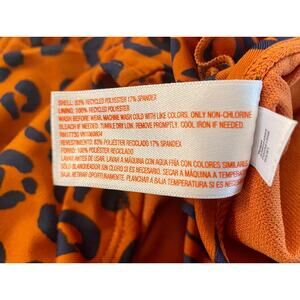 SHELL: 83% RECYCLED POLYESTER 17% SPANDEX
LINING: 100% RECYCLED POLYESTER
WASH BEFORE WEAR. MACHINE WASH COLD WITH LIKE COLORS. ONLY NON-CHLORINE
BLEACH IF NEEDED. TUMBLE DRY LOW. REMOVE PROMPTLY. COOL IRON IF NEEDED.
REVESTIMIENTO: 83% POLIÉSTER RECICLADO 17% SPANDEX
FORRO: 100% POLIÉSTER RECICLADO
LAVAR ANTES DE USAR. LAVAR A MÁQUINA CON AGUA FRÍA CON COLORES SIMILARES.
SÓLO BLANQUEADOR SIN CLORO SI ES NECESARIO. SECAR A MÁQUINA A TEMPERATURA
BAJA. RETIRAR OPORTUNAMENTE. PLANCHAR A BAJA TEMPERATURA SI ES NECESARIO.